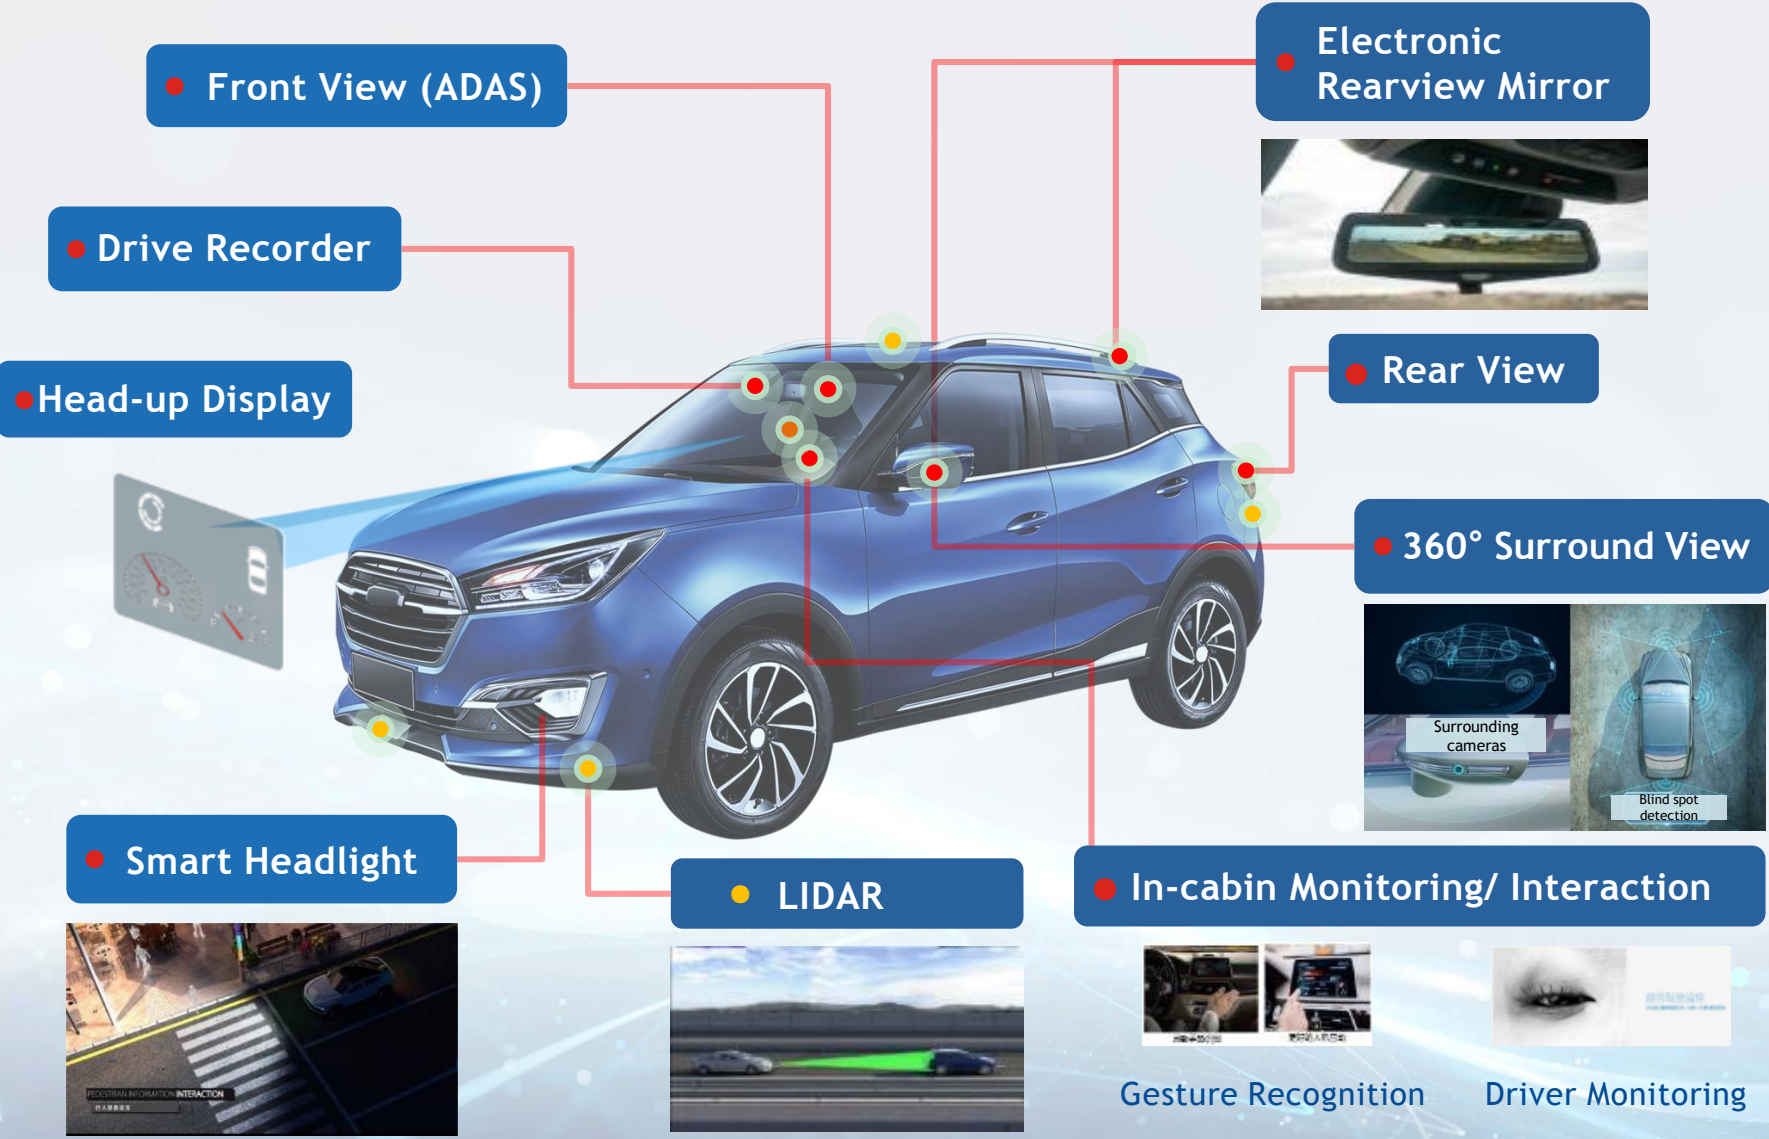 Electronic
Rearview Mirror
Front View (ADAS)
Drive Recorder
Rear View
Head-up Display
360° Surround View
Surrounding
cameras
Blind spot
detection
Smart Headlight
LIDAR
In-cabin Monitoring/ Interaction
PEDESTRIAN INFORMATION INTERACTION
Gesture Recognition
Driver Monitoring